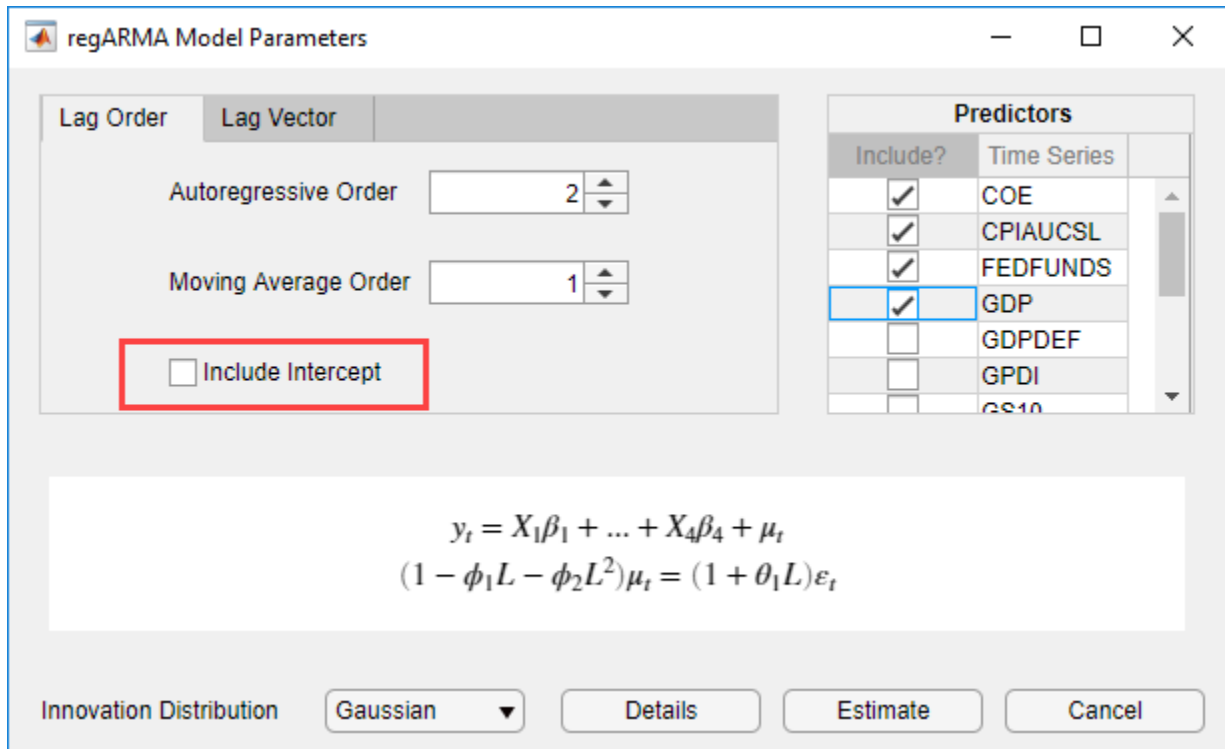 regARMA Model Parameters
Lag Order
Lag Vector
Autoregressive Order
2
Moving Average Order
1
Include Intercept
Predictors
Include?
Time Series
COE
CPIAUCSL
FEDFUNDS
GDP
GDPDEF
GPDI
GS10
y_t = X_1β_1 + ... + X_4β_4 + μ_t
(1 − ϕ_1L − ϕ_2L^2)μ_t = (1 + θ_1L)ε_t
Innovation Distribution
Gaussian
Details
Estimate
Cancel